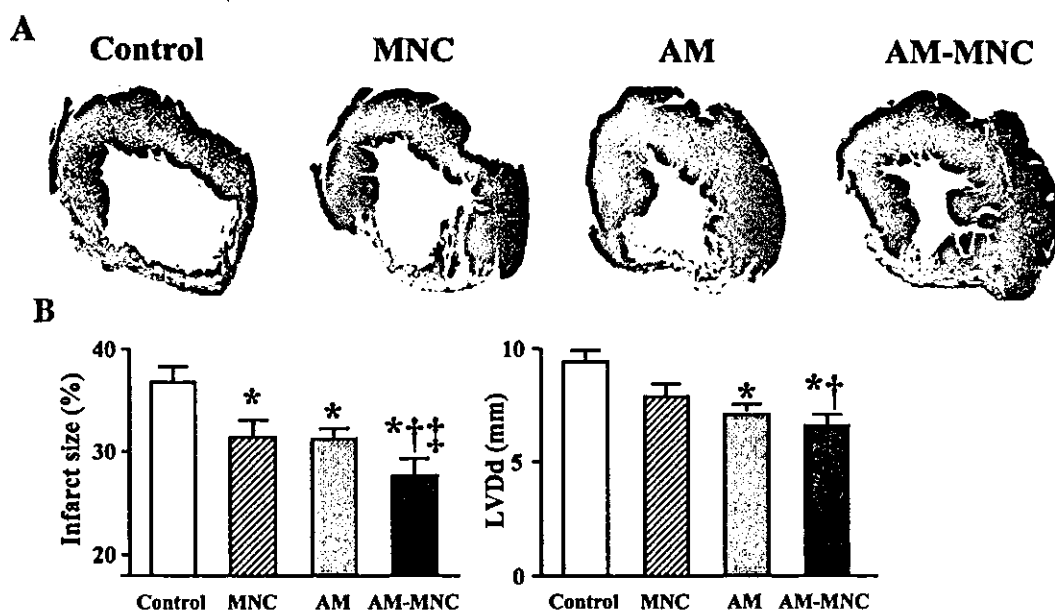 A
Control MNC AM AM-MNC
B
40
30
20
Infarct size (%)
* * *†‡
Control MNC AM AM-MNC
10
5
0
LVDd (mm)
* *†
Control MNC AM AM-MNC